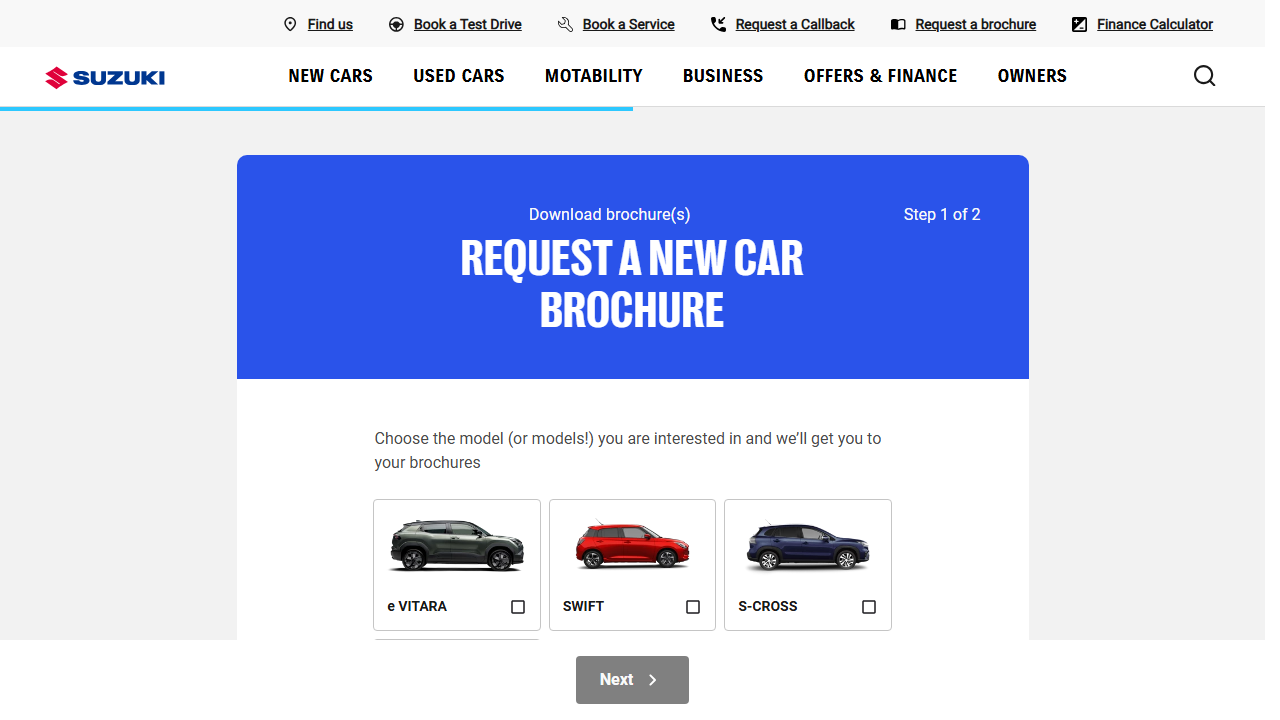 Find us
Book a Test Drive
Book a Service
Request a Callback
Request a brochure
Finance Calculator
SUZUKI
NEW CARS
USED CARS
MOTABILITY
BUSINESS
OFFERS & FINANCE
OWNERS
Download brochure(s)
Step 1 of 2
REQUEST A NEW CAR
BROCHURE
Choose the model (or models!) you are interested in and we’ll get you to
your brochures
e VITARA
SWIFT
S-CROSS
Next